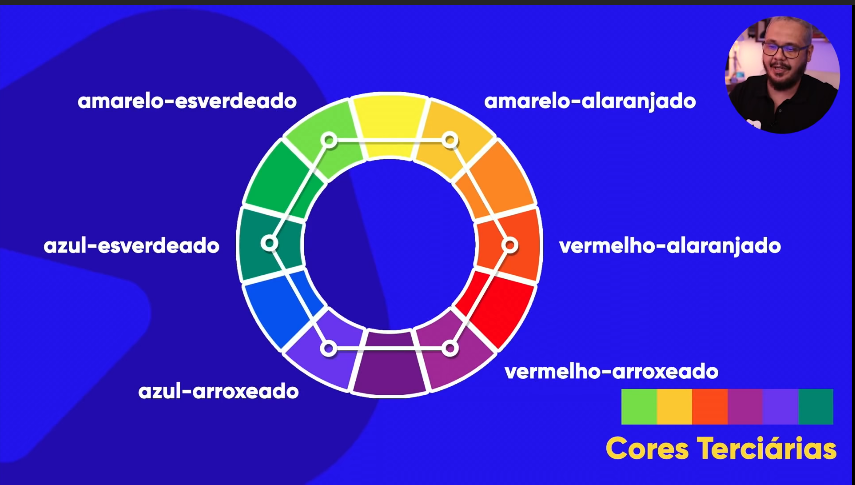 amarelo-esverdeado
amarelo-alaranjado
azul-esverdeado
vermelho-alaranjado
azul-arroxeado
vermelho-arroxeado
Cores Terciárias